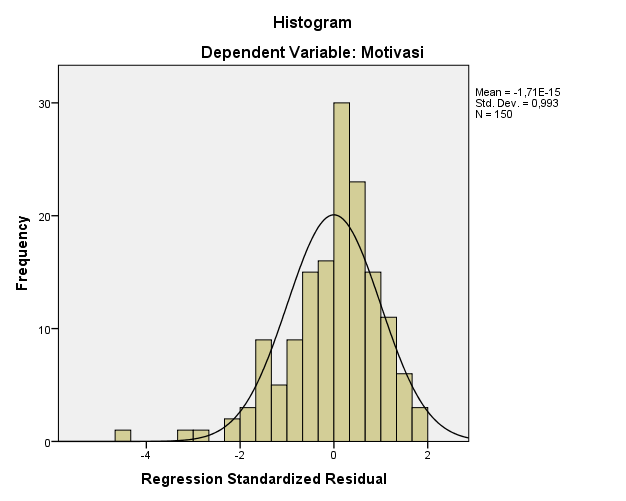 Histogram
Dependent Variable: Motivasi
Mean = -1,71E-15
Std. Dev. = 0,993
N = 150
Frequency
30
20
10
0
-4 -2 0 2
Regression Standardized Residual